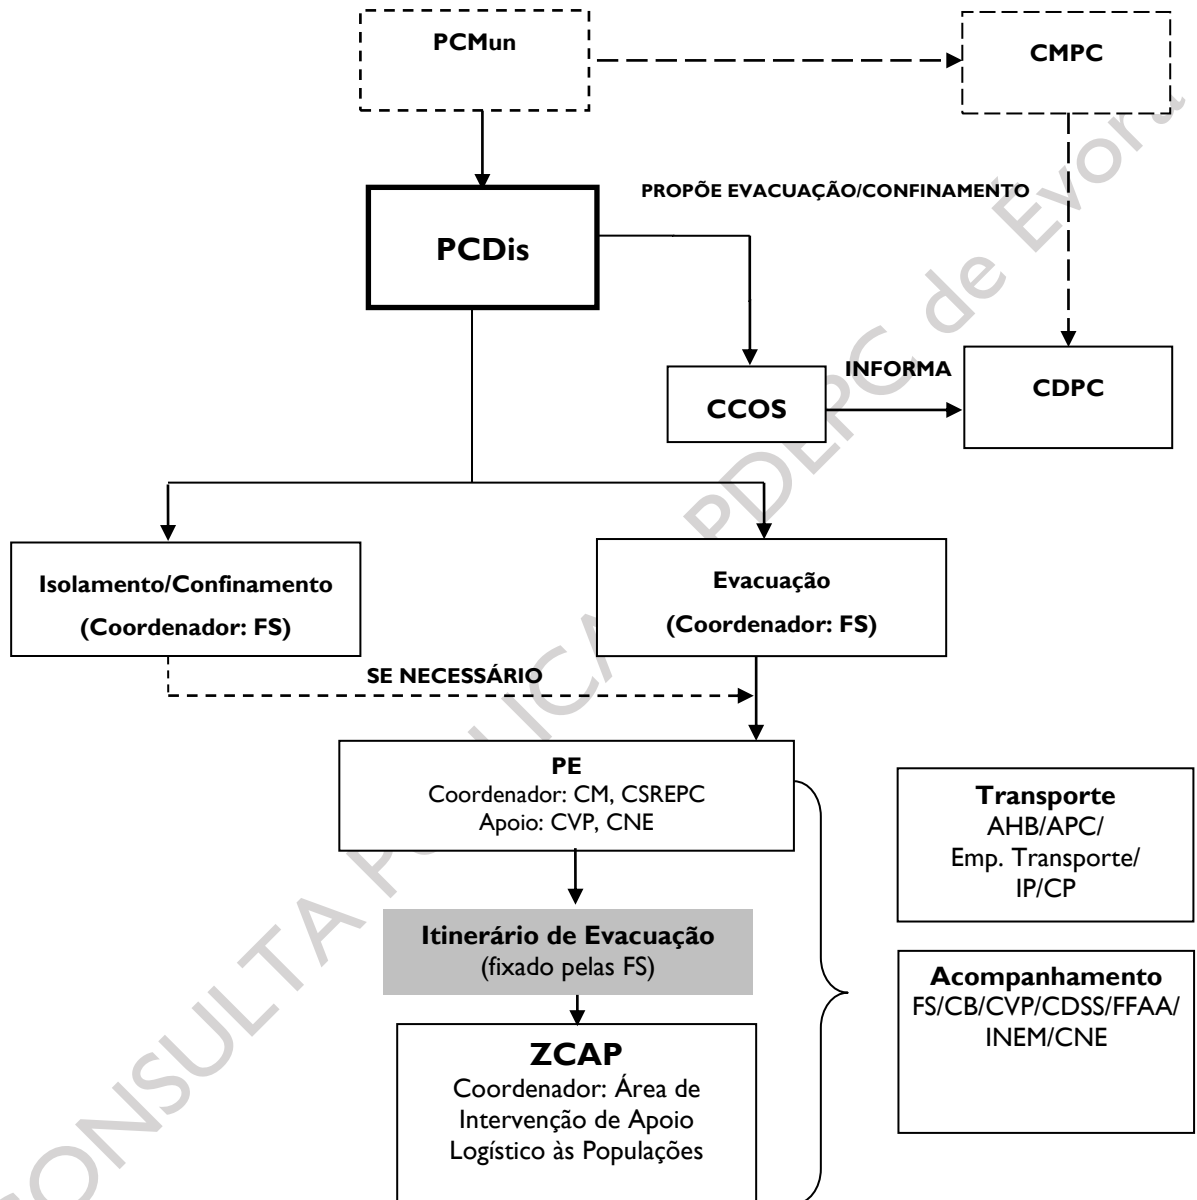 PCMun
CMPC
PROPÕE EVACUAÇÃO/CONFINAMENTO
PCDis
INFORMA
CCOS
CDPC
Isolamento/Confinamento
(Coordenador: FS)
Evacuação
(Coordenador: FS)
SE NECESSÁRIO
PE
Coordenador: CM, CSREPC
Apoio: CVP, CNE
Transporte
AHB/APC/
Emp. Transporte/
IP/CP
Itinerário de Evacuação
(fixado pelas FS)
Acompanhamento
FS/CB/CVP/CDSS/FFAA/
INEM/CNE
ZCAP
Coordenador: Área de
Intervenção de Apoio
Logístico às Populações
CONSULTA PDEPC de Évora